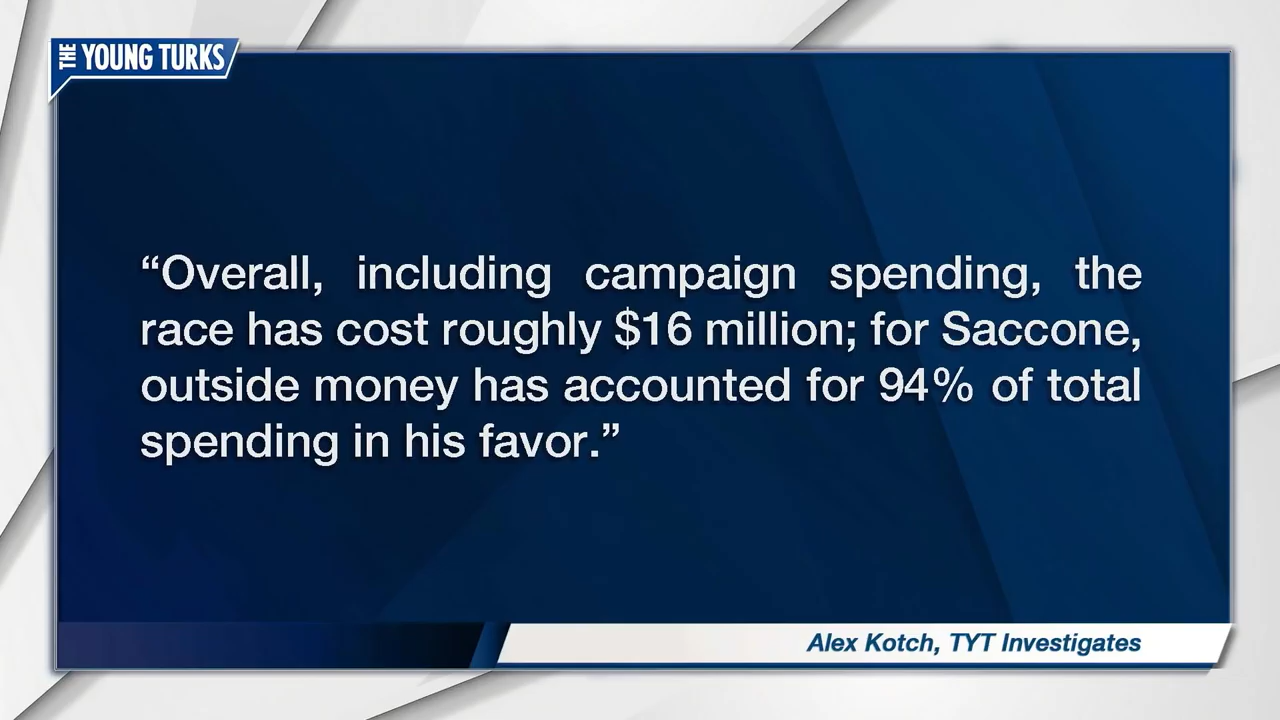 THE YOUNG TURKS
“Overall, including campaign spending, the
race has cost roughly $16 million; for Saccone,
outside money has accounted for 94% of total
spending in his favor.”
Alex Kotch, TYT Investigates